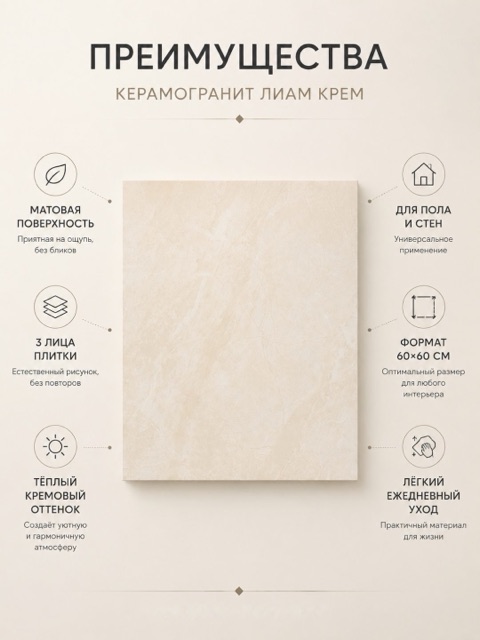 ПРЕИМУЩЕСТВА
КЕРАМОГРАНИТ ЛИАМ КРЕМ
МАТОВАЯ
ПОВЕРХНОСТЬ
Приятная на ощупь,
без бликов
3 ЛИЦА
ПЛИТКИ
Естественный рисунок,
без повторов
ТЁПЛЫЙ
КРЕМОВЫЙ
ОТТЕНОК
Создаёт уютную
и гармоничную
атмосферу
ДЛЯ ПОЛА
И СТЕН
Универсальное
применение
ФОРМАТ
60×60 СМ
Оптимальный размер
для любого
интерьера
ЛЁГКИЙ
ЕЖЕДНЕВНЫЙ
УХОД
Практичный материал
для жизни